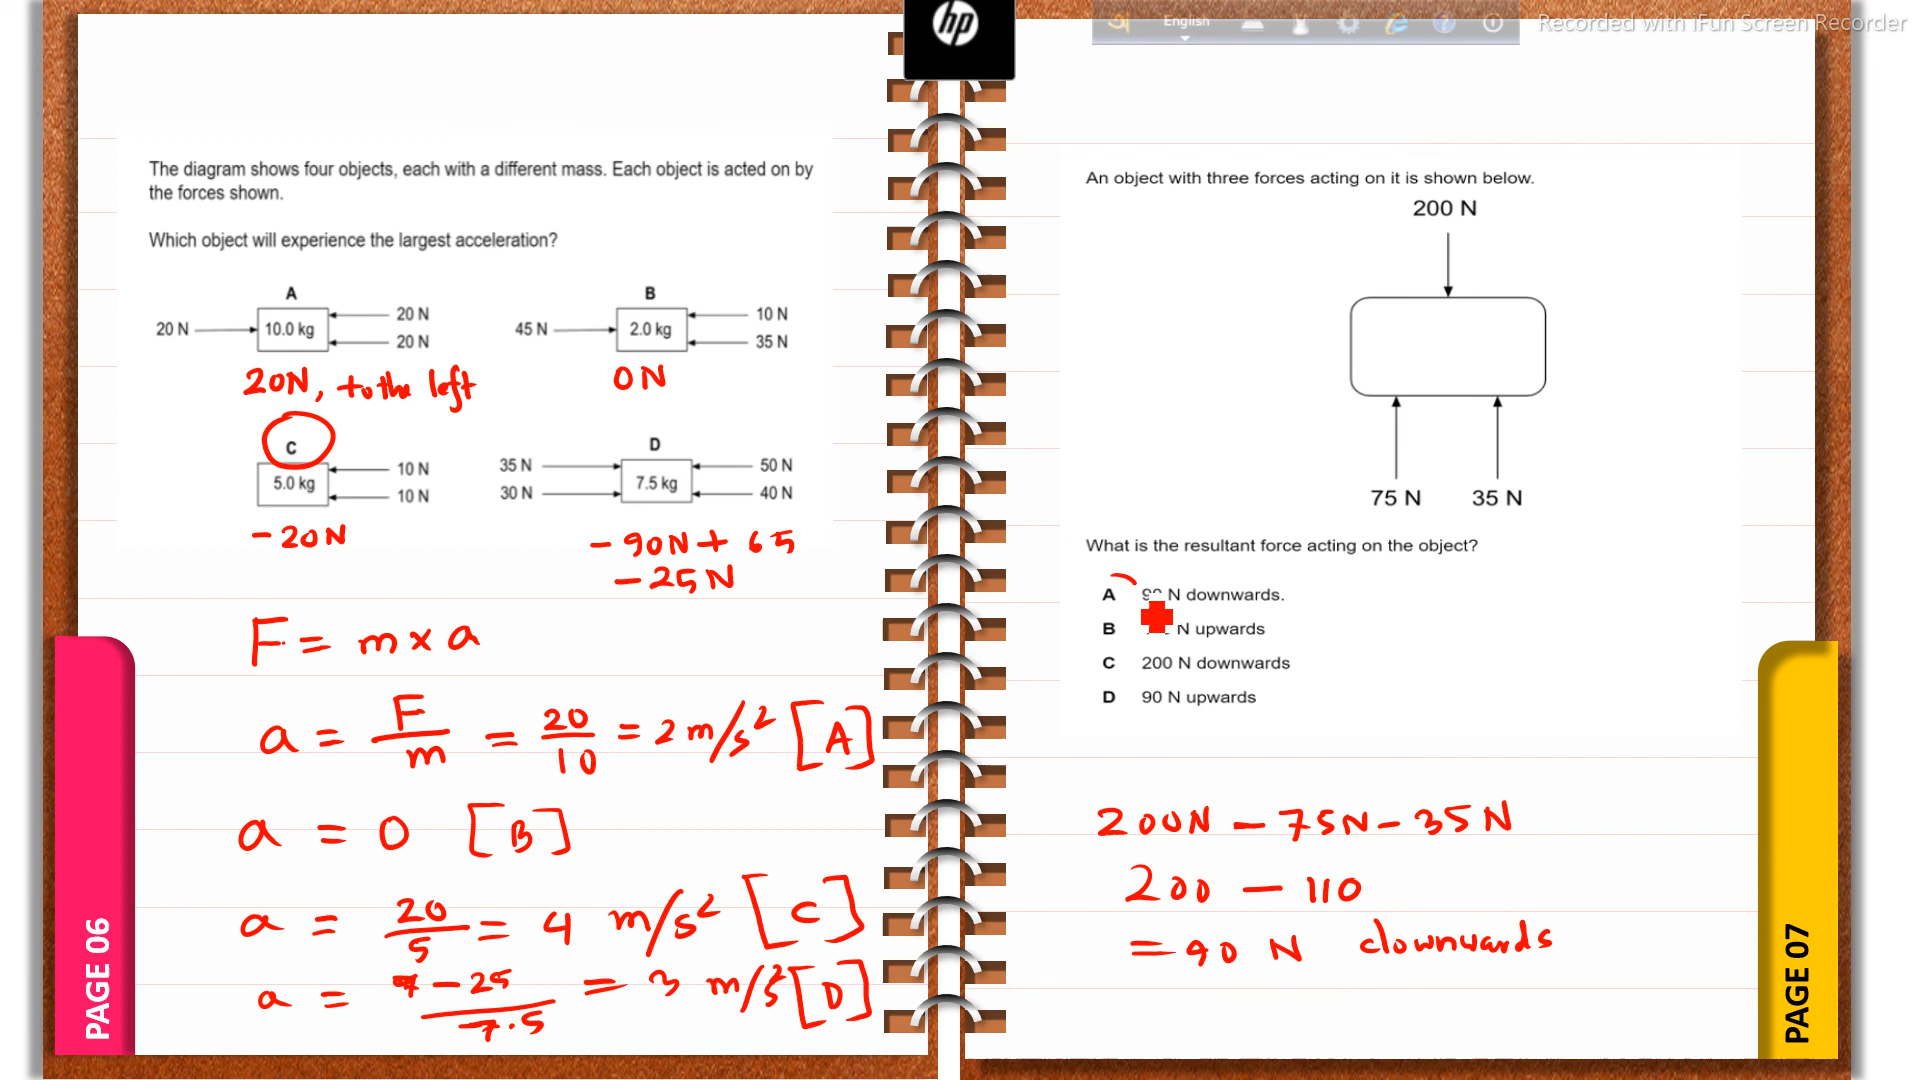 hp
English
Recorded with iFun Screen Recorder
The diagram shows four objects, each with a different mass. Each object is acted on by
the forces shown.
Which object will experience the largest acceleration?
A
20 N
10.0 kg
20 N
20 N
20N, to the left
B
45 N
2.0 kg
10 N
35 N
0 N
C
5.0 kg
10 N
10 N
- 20N
D
35 N
30 N
7.5 kg
50 N
40 N
- 90N + 65
- 25N
F = m x a
a = F/m = 20/10 = 2 m/s² [A]
a = 0 [B]
a = 20/5 = 4 m/s² [C]
a = -25/-7.5 = 3 m/s² [D]
PAGE 06
An object with three forces acting on it is shown below.
200 N
75 N
35 N
What is the resultant force acting on the object?
A 90 N downwards.
B N upwards
C 200 N downwards
D 90 N upwards
200N - 75N - 35N
200 - 110
= 90 N downwards
PAGE 07